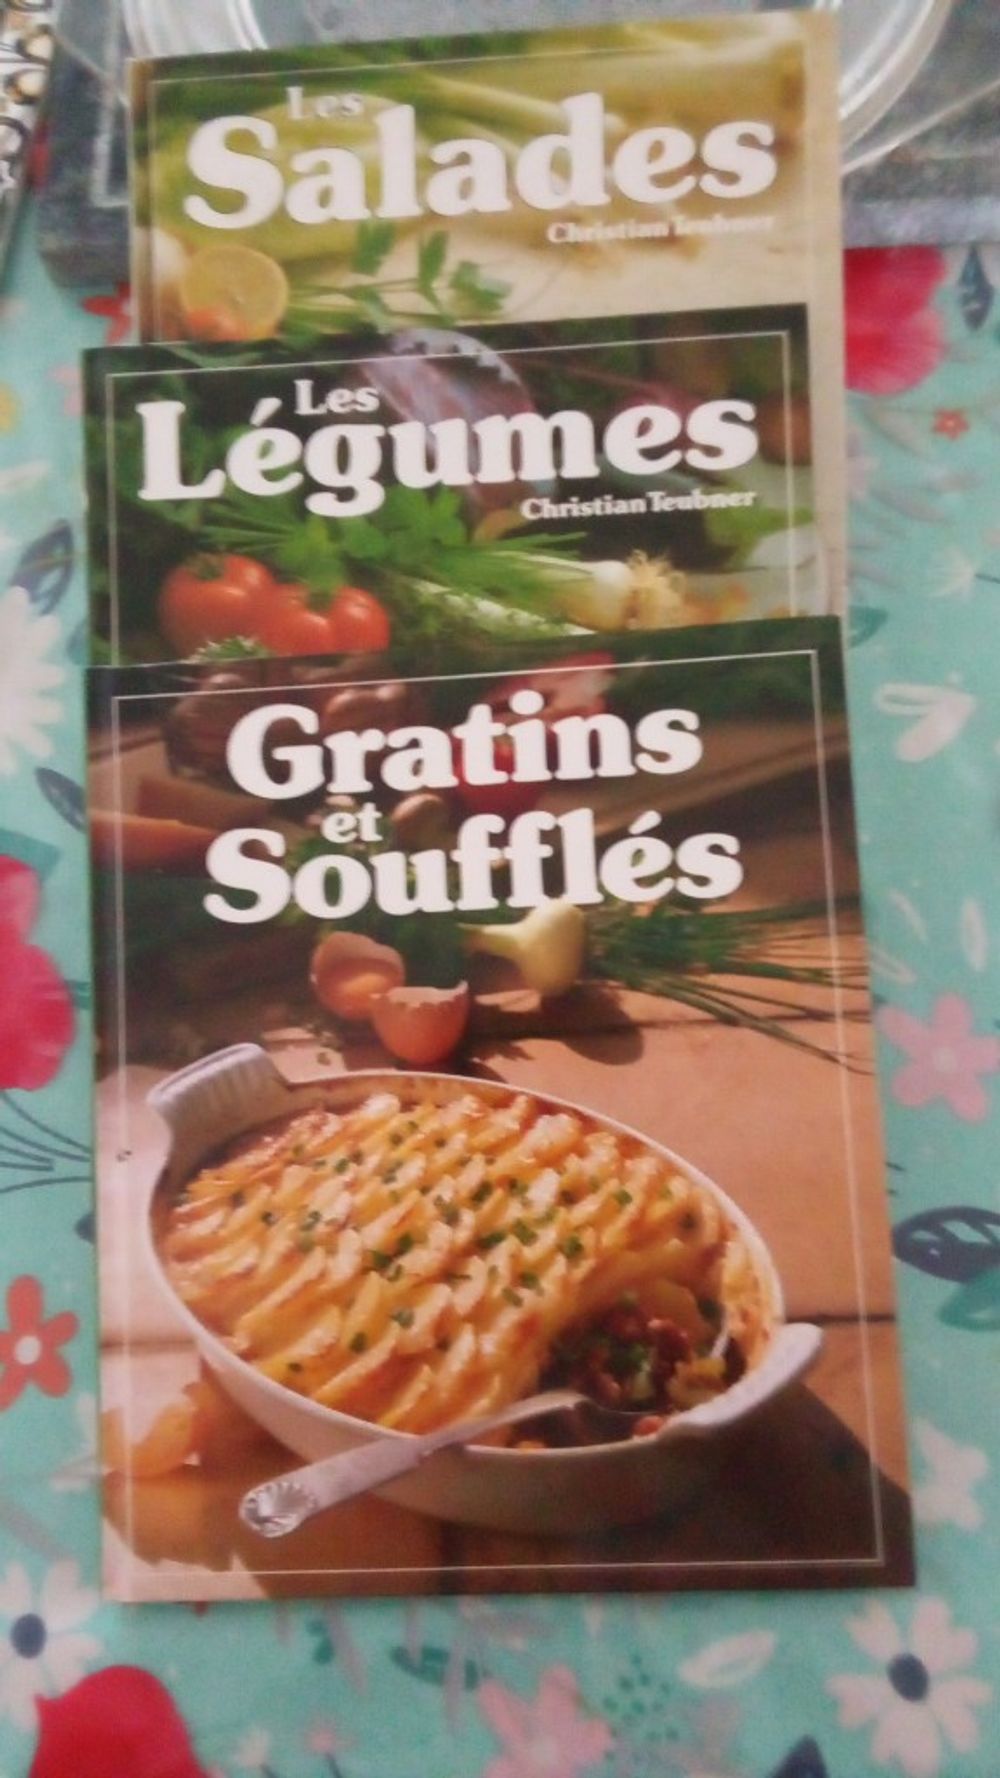 Les
Salades
Christian Teubner
Les
Légumes
Christian Teubner
Gratins
et
Soufflés